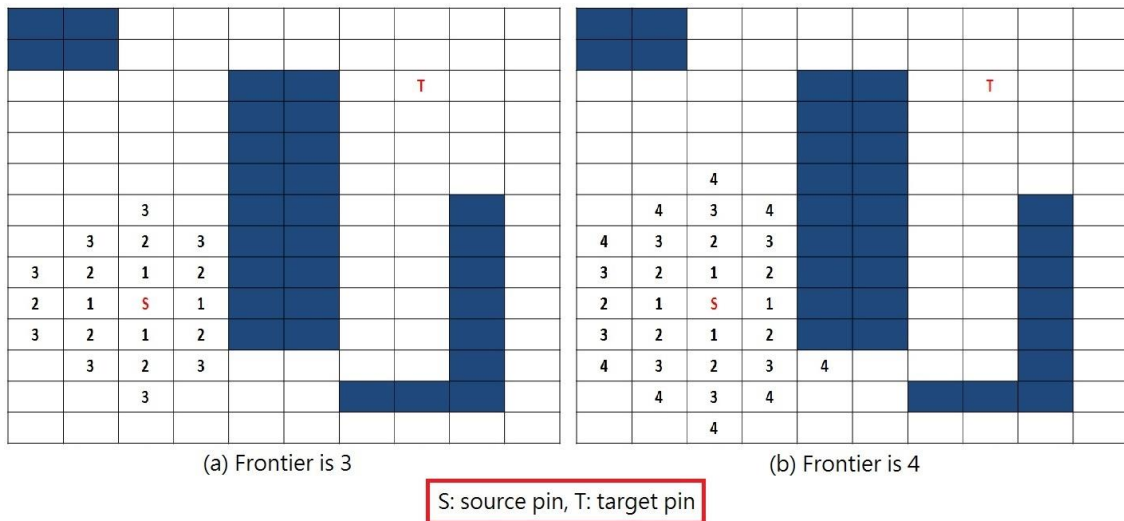 T
3
3 2 3
3 2 1 2
2 1 S 1
3 2 1 2
3 2 3
3
(a) Frontier is 3
T
4
4 3 4
4 3 2 3
3 2 1 2
2 1 S 1
3 2 1 2
4 3 2 3 4
4 3 4
4
(b) Frontier is 4
S: source pin, T: target pin